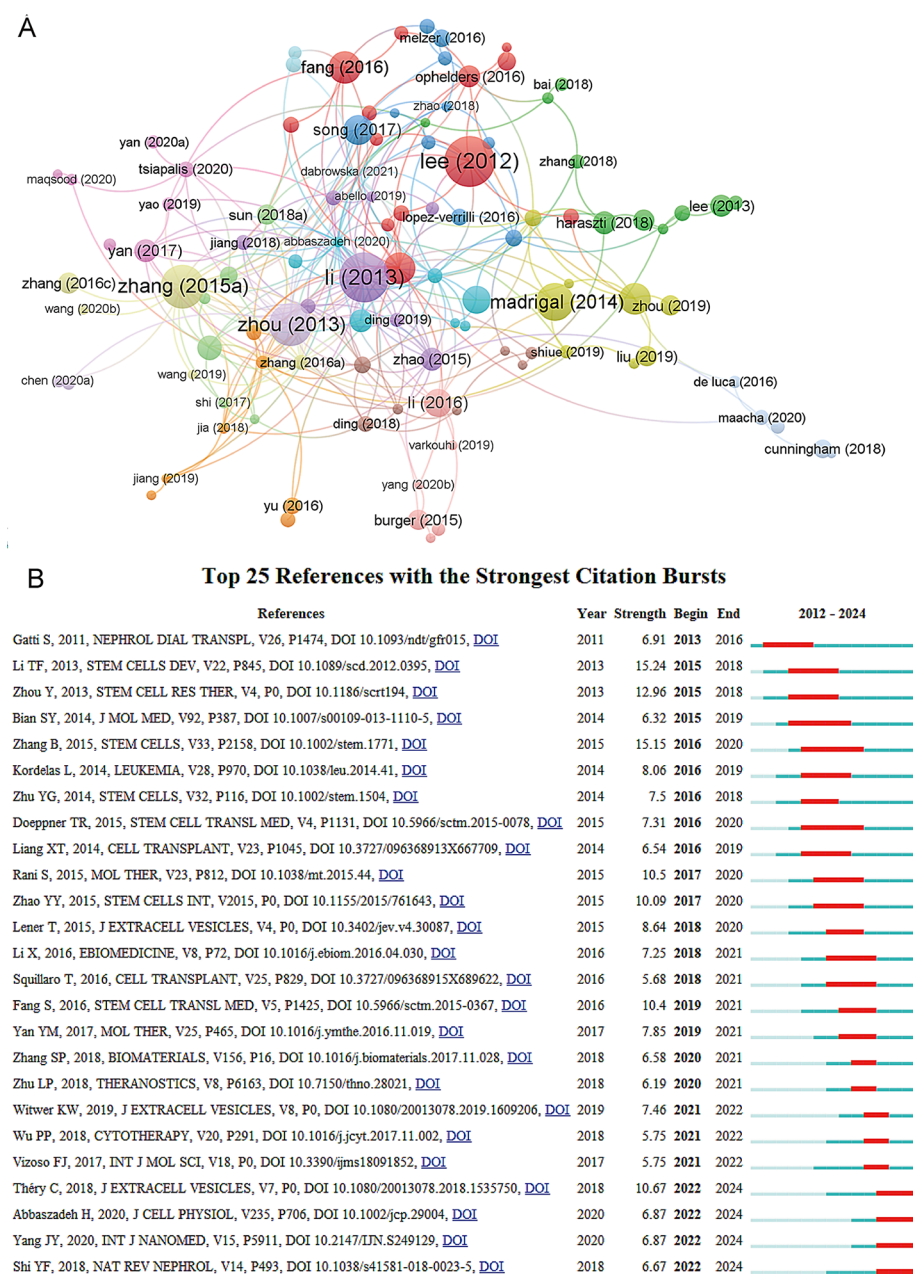 A
melzer (2016)
fang (2016)
ophelders (2016)
bai (2018)
zhao (2018)
song (2017)
yan (2020a)
lee (2012)
zhang (2018)
tsiapalis (2020)
dabrowska (2021)
maqsood (2020)
abello (2019)
yao (2019)
lee (2013)
sun (2018a)
lopez-verrilli (2016)
naraszti (2018)
jiang (2018)
abbaszadeh (2020)
yan (2017)
li (2013)
zhang (2016c)
zhang (2015a)
madrigal (2014)
zhou (2019)
wang (2020b)
zhou (2013)
ding (2019)
shiue (2019)
zhang (2016a)
zhao (2015)
liu (2019)
wang (2019)
chen (2020a)
de luca (2016)
shi (2017)
li (2016)
maacha (2020)
jia (2018)
ding (2018)
varkouhi (2019)
cunningham (2018)
jiang (2019)
yang (2020b)
yu (2016)
burger (2015)
B
Top 25 References with the Strongest Citation Bursts
References Year Strength Begin End 2012 - 2024
Gatti S, 2011, NEPHROL DIAL TRANSPL, V26, P1474, DOI 10.1093/ndt/gfr015, DOI 2011 6.91 2013 2016
Li TF, 2013, STEM CELLS DEV, V22, P845, DOI 10.1089/scd.2012.0395, DOI 2013 15.24 2015 2018
Zhou Y, 2013, STEM CELL RES THER, V4, P0, DOI 10.1186/scrt194, DOI 2013 12.96 2015 2018
Bian SY, 2014, J MOL MED, V92, P387, DOI 10.1007/s00109-013-1110-5, DOI 2014 6.32 2015 2019
Zhang B, 2015, STEM CELLS, V33, P2158, DOI 10.1002/stem.1771, DOI 2015 15.15 2016 2020
Kordelas L, 2014, LEUKEMIA, V28, P970, DOI 10.1038/leu.2014.41, DOI 2014 8.06 2016 2019
Zhu YG, 2014, STEM CELLS, V32, P116, DOI 10.1002/stem.1504, DOI 2014 7.5 2016 2018
Doeppner TR, 2015, STEM CELL TRANSL MED, V4, P1131, DOI 10.5966/sctm.2015-0078, DOI 2015 7.31 2016 2020
Liang XT, 2014, CELL TRANSPLANT, V23, P1045, DOI 10.3727/096368913X667709, DOI 2014 6.54 2016 2019
Rani S, 2015, MOL THER, V23, P812, DOI 10.1038/mt.2015.44, DOI 2015 10.5 2017 2020
Zhao YY, 2015, STEM CELLS INT, V2015, P0, DOI 10.1155/2015/761643, DOI 2015 10.09 2017 2020
Lener T, 2015, J EXTRACELL VESICLES, V4, P0, DOI 10.3402/jev.v4.30087, DOI 2015 8.64 2018 2020
Li X, 2016, EBIOMEDICINE, V8, P72, DOI 10.1016/j.ebiom.2016.04.030, DOI 2016 7.25 2018 2021
Squillaro T, 2016, CELL TRANSPLANT, V25, P829, DOI 10.3727/096368915X689622, DOI 2016 5.68 2018 2021
Fang S, 2016, STEM CELL TRANSL MED, V5, P1425, DOI 10.5966/sctm.2015-0367, DOI 2016 10.4 2019 2021
Yan YM, 2017, MOL THER, V25, P465, DOI 10.1016/j.ymthe.2016.11.019, DOI 2017 7.85 2019 2021
Zhang SP, 2018, BIOMATERIALS, V156, P16, DOI 10.1016/j.biomaterials.2017.11.028, DOI 2018 6.58 2020 2021
Zhu LP, 2018, THERANOSTICS, V8, P6163, DOI 10.7150/thno.28021, DOI 2018 6.19 2020 2021
Witwer KW, 2019, J EXTRACELL VESICLES, V8, P0, DOI 10.1080/20013078.2019.1609206, DOI 2019 7.46 2021 2022
Wu PP, 2018, CYTOTHERAPY, V20, P291, DOI 10.1016/j.jcyt.2017.11.002, DOI 2018 5.75 2021 2022
Vizoso FJ, 2017, INT J MOL SCI, V18, P0, DOI 10.3390/ijms18091852, DOI 2017 5.75 2021 2022
Théry C, 2018, J EXTRACELL VESICLES, V7, P0, DOI 10.1080/20013078.2018.1535750, DOI 2018 10.67 2022 2024
Abbaszadeh H, 2020, J CELL PHYSIOL, V235, P706, DOI 10.1002/jcp.29004, DOI 2020 6.87 2022 2024
Yang JY, 2020, INT J NANOMED, V15, P5911, DOI 10.2147/IJN.S249129, DOI 2020 6.87 2022 2024
Shi YF, 2018, NAT REV NEPHROL, V14, P493, DOI 10.1038/s41581-018-0023-5, DOI 2018 6.67 2022 2024